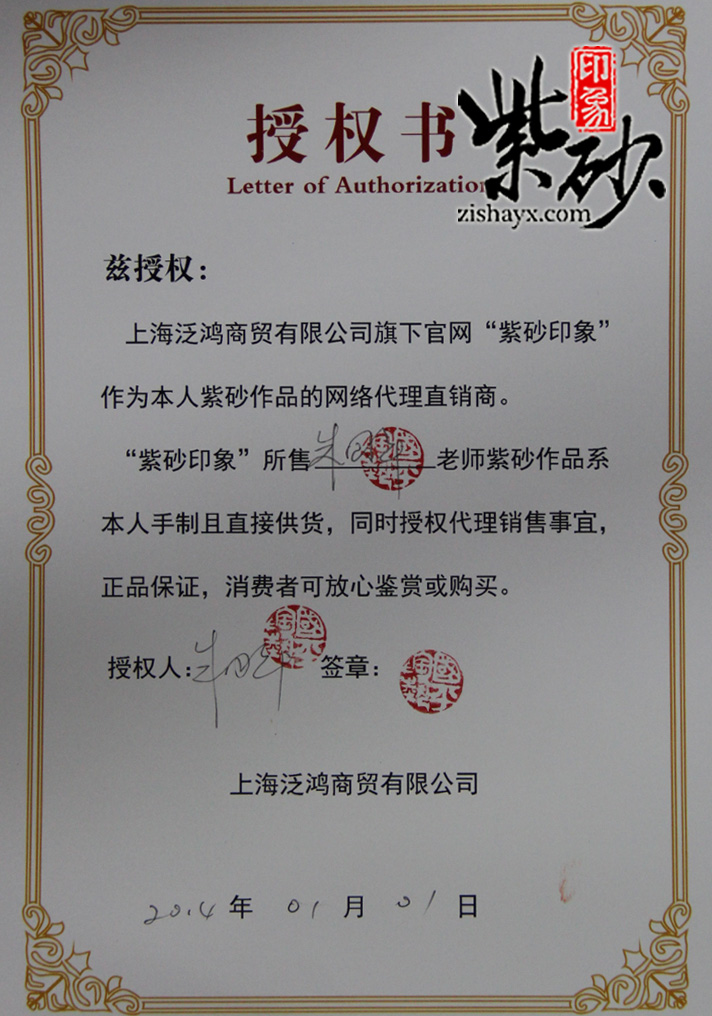 授权书
Letter of Authorization
紫砂
印象
zishayx.com
兹授权：
上海泛鸿商贸有限公司旗下官网“紫砂印象”
作为本人紫砂作品的网络代理直销商。
“紫砂印象”所售 老师紫砂作品系
本人手制且直接供货，同时授权代理销售事宜，
正品保证，消费者可放心鉴赏或购买。
授权人： 签章：
上海泛鸿商贸有限公司
2014 年 01 月 01 日